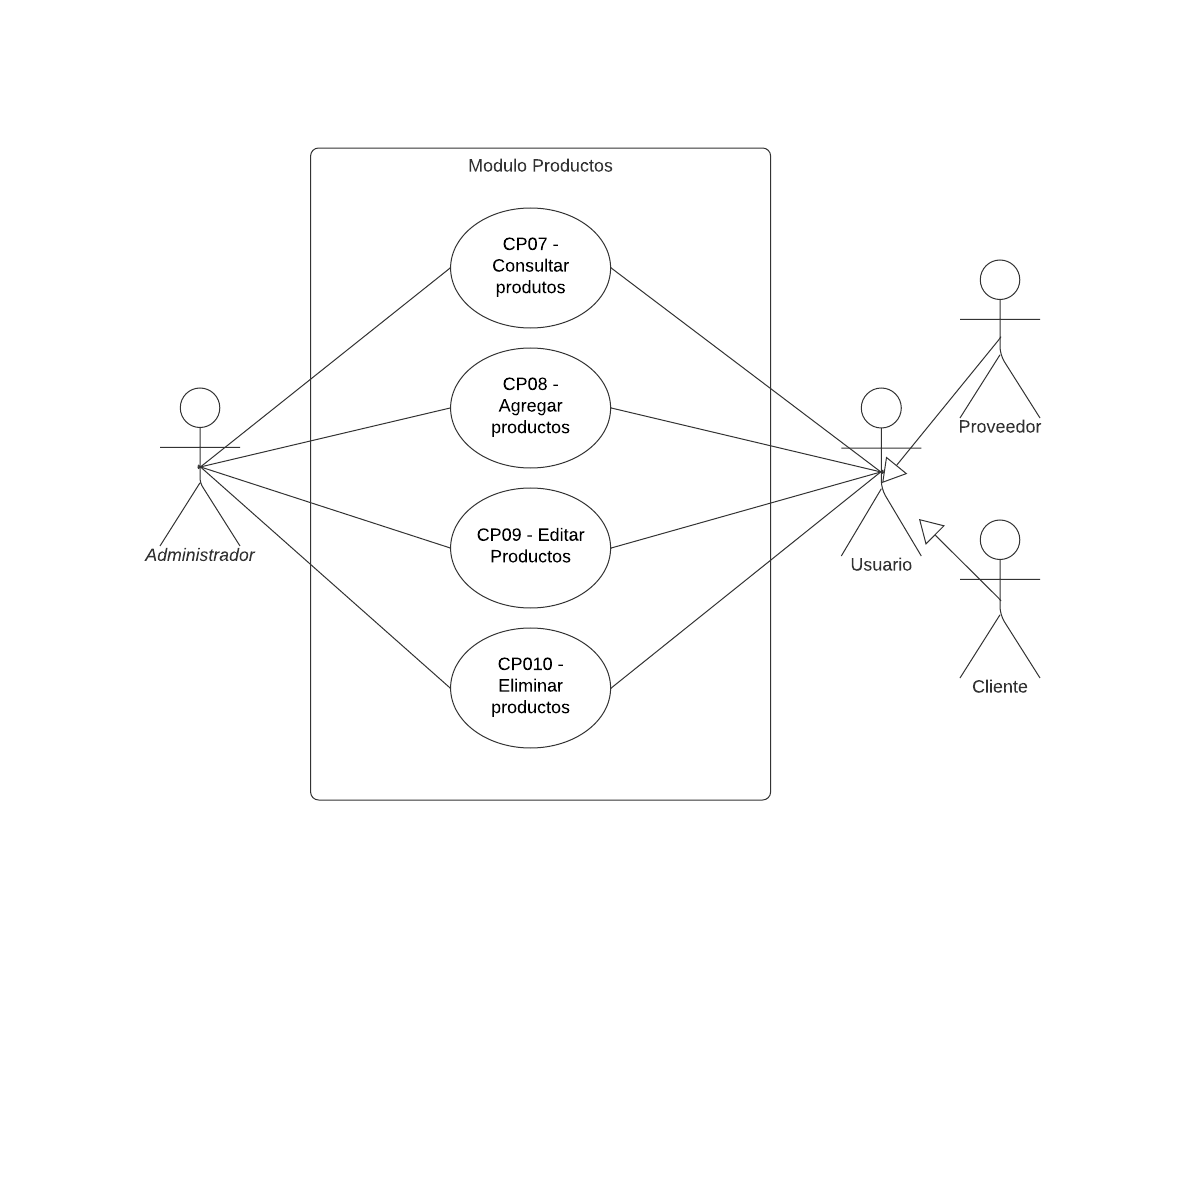 Modulo Productos
CP07 -
Consultar
produtos
CP08 -
Agregar
productos
CP09 - Editar
Productos
CP010 -
Eliminar
productos
Administrador
Usuario
Proveedor
Cliente